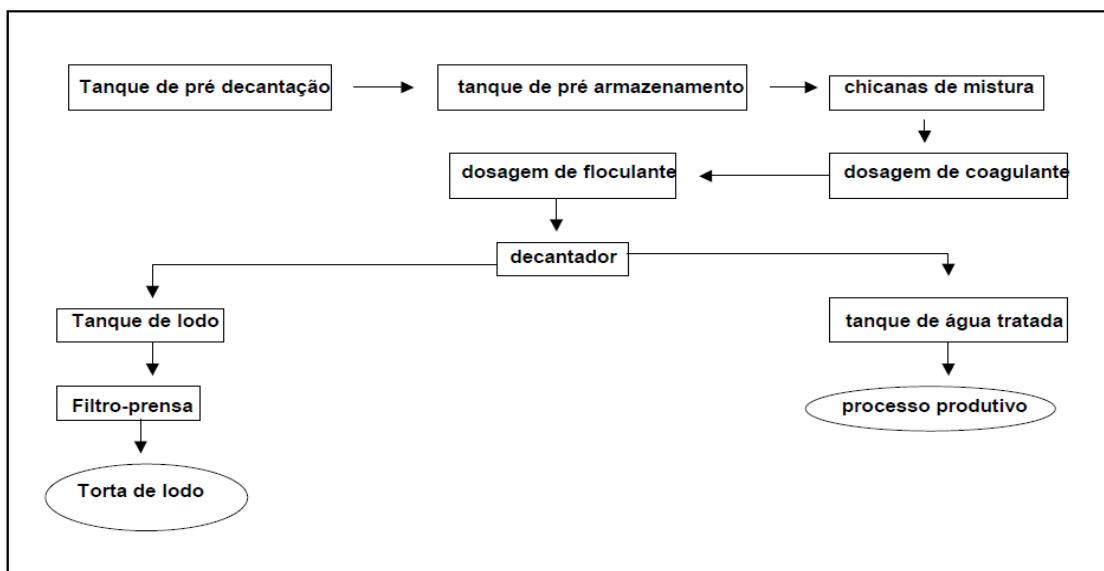 Tanque de pré decantação
tanque de pré armazenamento
chicanas de mistura
dosagem de floculante
dosagem de coagulante
decantador
Tanque de lodo
tanque de água tratada
Filtro-prensa
processo produtivo
Torta de lodo